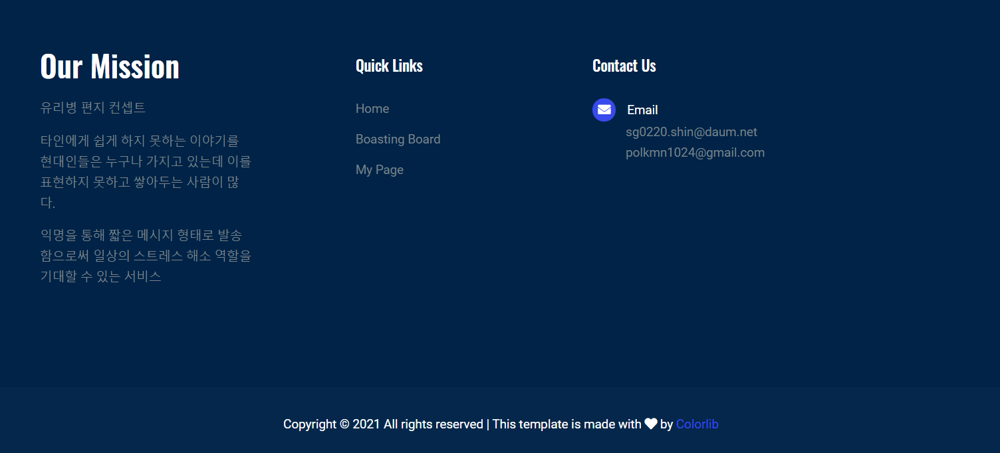 Our Mission
유리병 편지 컨셉트
타인에게 쉽게 하지 못하는 이야기를
현대인들은 누구나 가지고 있는데 이를
표현하지 못하고 쌓아두는 사람이 많
다.
익명을 통해 짧은 메시지 형태로 발송
함으로써 일상의 스트레스 해소 역할을
기대할 수 있는 서비스
Quick Links
Home
Boasting Board
My Page
Contact Us
Email
sg0220.shin@daum.net
polkmn1024@gmail.com
Copyright © 2021 All rights reserved | This template is made with ♥ by Colorlib